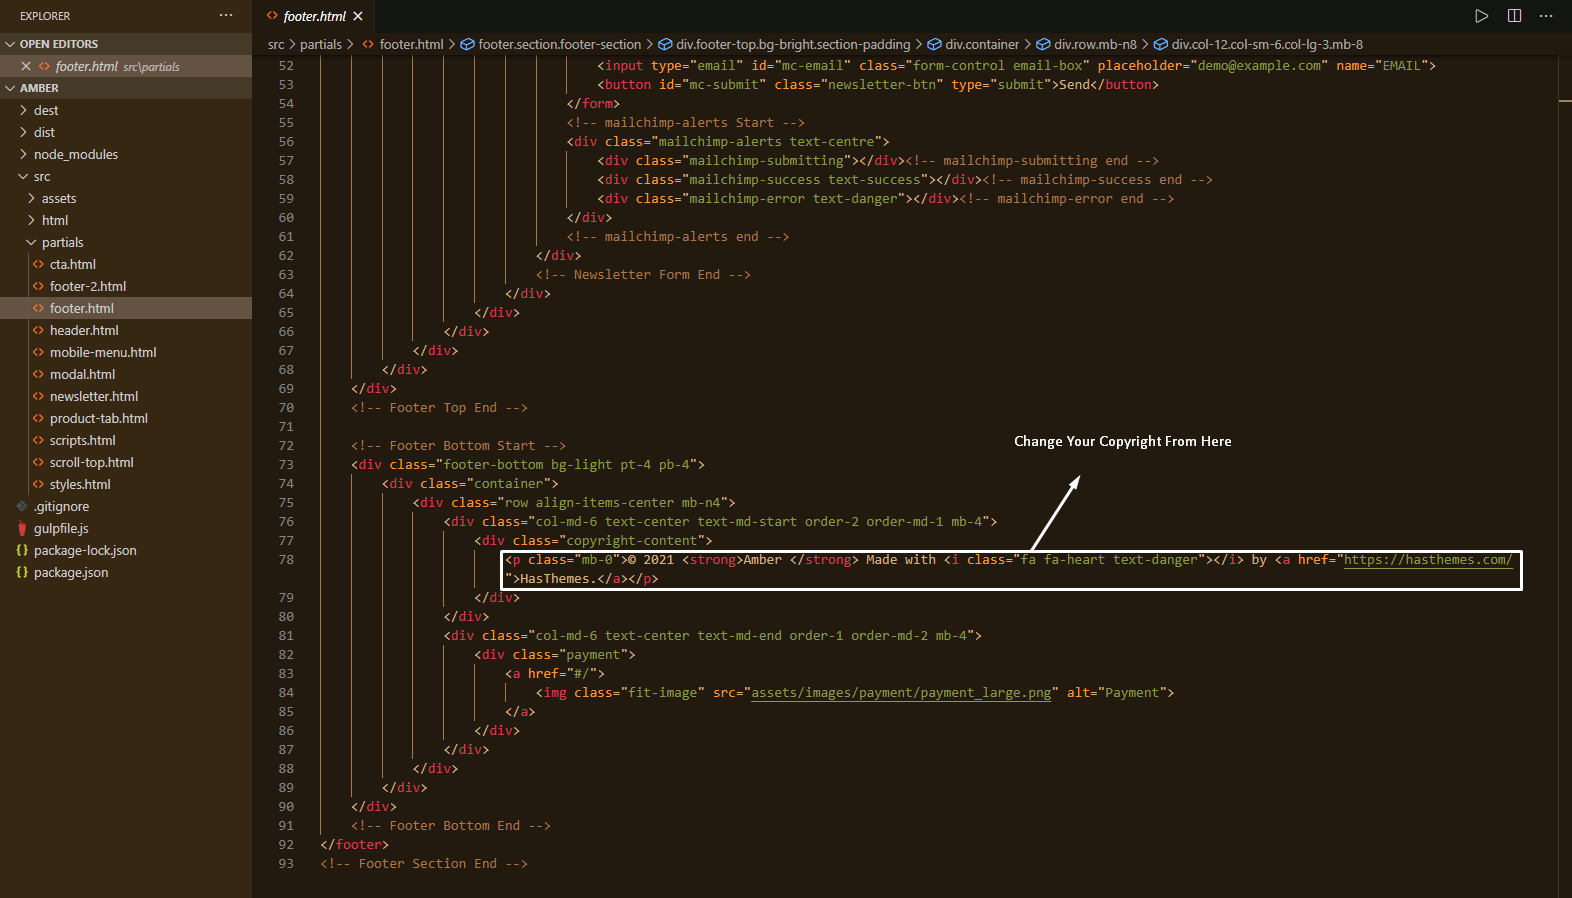 EXPLORER
OPEN EDITORS
footer.html src\partials
AMBER
dest
dist
node_modules
src
assets
html
partials
cta.html
footer-2.html
footer.html
header.html
mobile-menu.html
modal.html
newsletter.html
product-tab.html
scripts.html
scroll-top.html
styles.html
.gitignore
gulpfile.js
package-lock.json
package.json
footer.html
src > partials > footer.html > footer.section.footer-section > div.footer-top.bg-bright.section-padding > div.container > div.row.mb-n8 > div.col-12.col-sm-6.col-lg-3.mb-8
52 <input type="email" id="mc-email" class="form-control email-box" placeholder="demo@example.com" name="EMAIL">
53 <button id="mc-submit" class="newsletter-btn" type="submit">Send</button>
54 </form>
55 <!-- mailchimp-alerts Start -->
56 <div class="mailchimp-alerts text-centre">
57 <div class="mailchimp-submitting"></div><!-- mailchimp-submitting end -->
58 <div class="mailchimp-success text-success"></div><!-- mailchimp-success end -->
59 <div class="mailchimp-error text-danger"></div><!-- mailchimp-error end -->
60 </div>
61 <!-- mailchimp-alerts end -->
62 </div>
63 <!-- Newsletter Form End -->
64 </div>
65 </div>
66 </div>
67 </div>
68 </div>
69 </div>
70 <!-- Footer Top End -->
71
72 <!-- Footer Bottom Start -->
Change Your Copyright From Here
73 <div class="footer-bottom bg-light pt-4 pb-4">
74 <div class="container">
75 <div class="row align-items-center mb-n4">
76 <div class="col-md-6 text-center text-md-start order-2 order-md-1 mb-4">
77 <div class="copyright-content">
78 <p class="mb-0">© 2021 <strong>Amber </strong> Made with <i class="fa fa-heart text-danger"></i> by <a href="https://hasthemes.com/
">HasThemes.</a></p>
79 </div>
80 </div>
81 <div class="col-md-6 text-center text-md-end order-1 order-md-2 mb-4">
82 <div class="payment">
83 <a href="#/">
84 <img class="fit-image" src="assets/images/payment/payment_large.png" alt="Payment">
85 </a>
86 </div>
87 </div>
88 </div>
89 </div>
90 </div>
91 <!-- Footer Bottom End -->
92 </footer>
93 <!-- Footer Section End -->